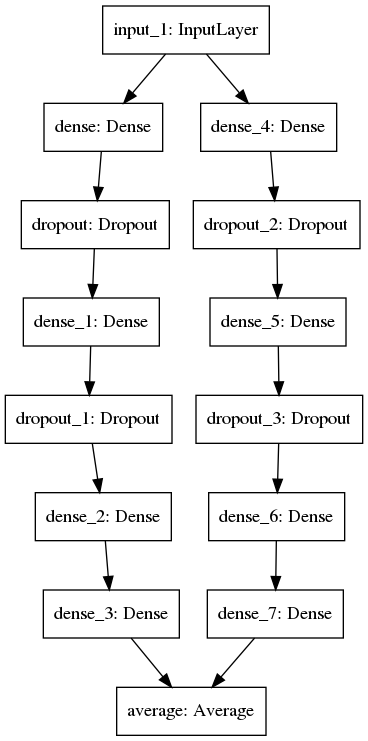 input_1: InputLayer
dense: Dense
dense_4: Dense
dropout: Dropout
dropout_2: Dropout
dense_1: Dense
dense_5: Dense
dropout_1: Dropout
dropout_3: Dropout
dense_2: Dense
dense_6: Dense
dense_3: Dense
dense_7: Dense
average: Average